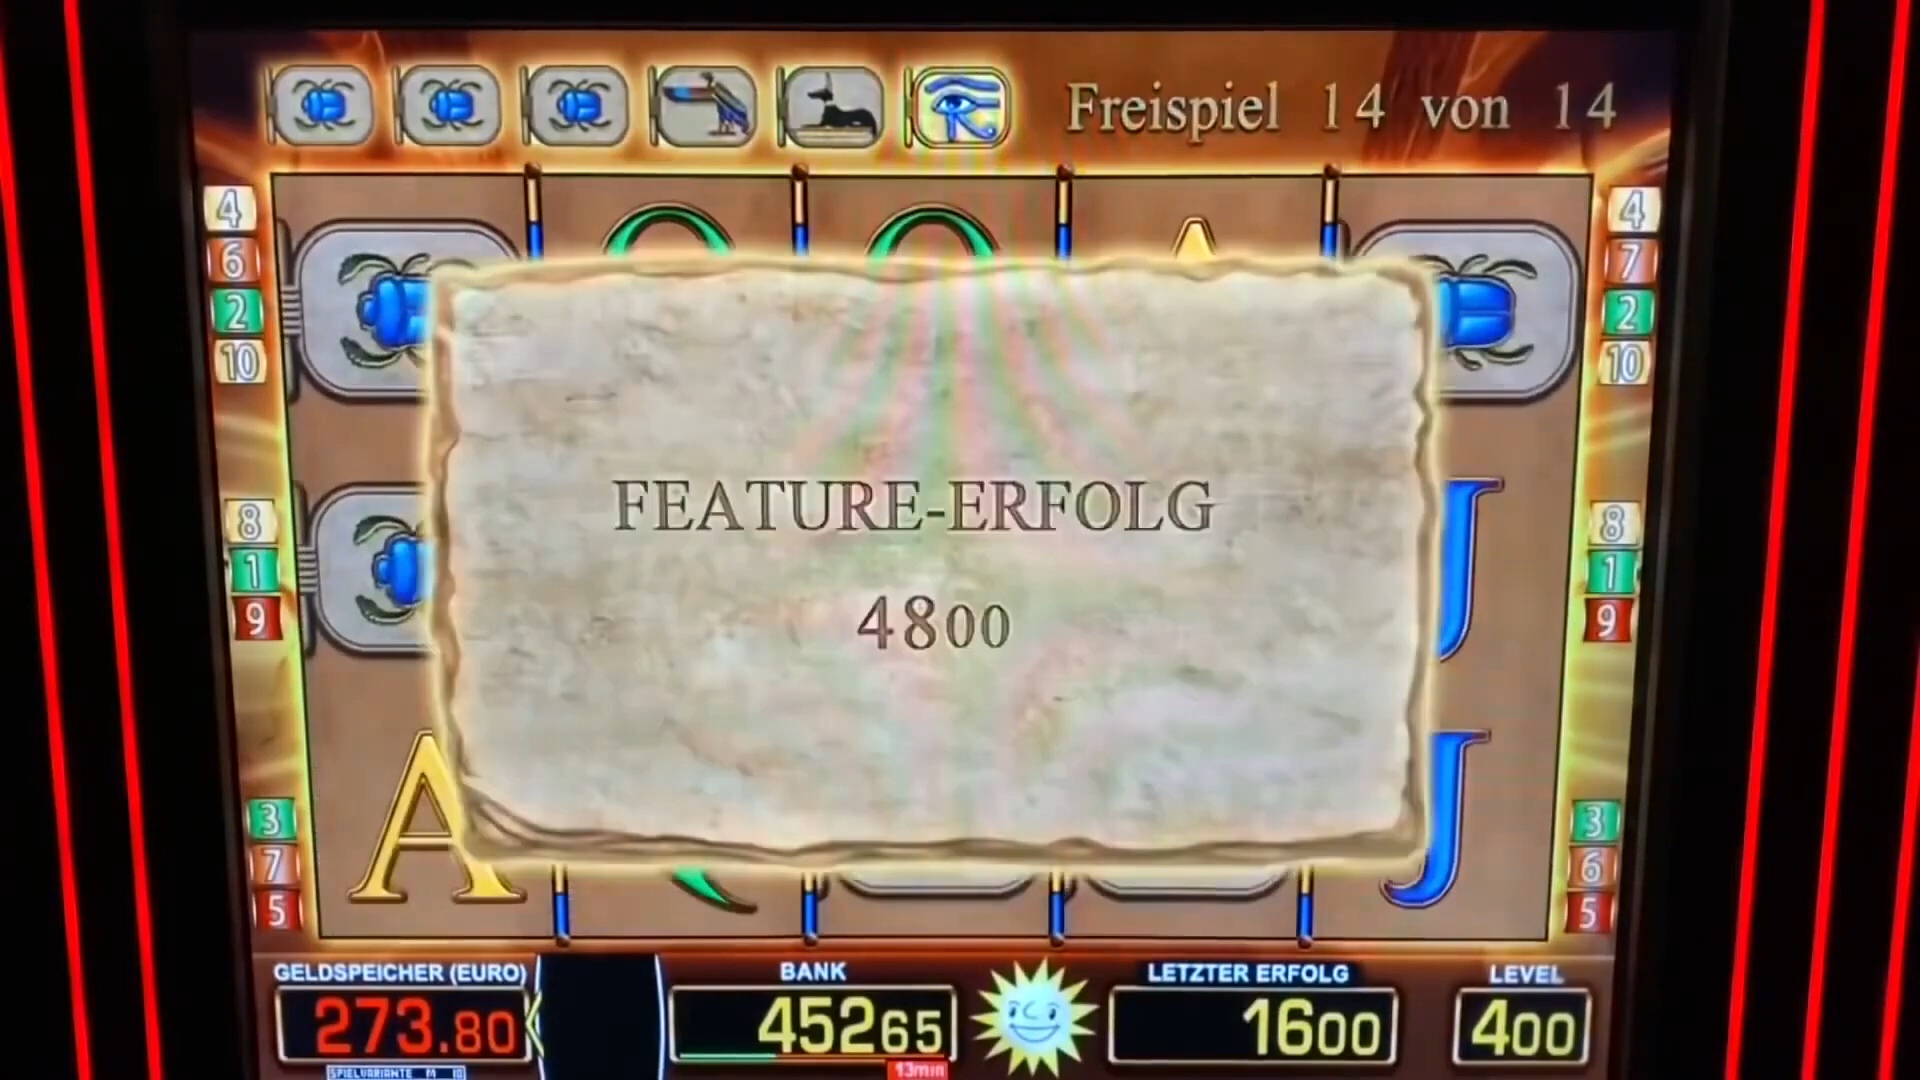 Freispiel 14 von 14
4
6
2
10
8
1
9
3
7
5
4
7
2
10
8
1
9
3
6
5
A
J
J
FEATURE-ERFOLG
4800
GELDSPEICHER (EURO)
273.80
BANK
45265
LETZTER ERFOLG
1600
LEVEL
400
SPIELVARIANTE M 10
13min